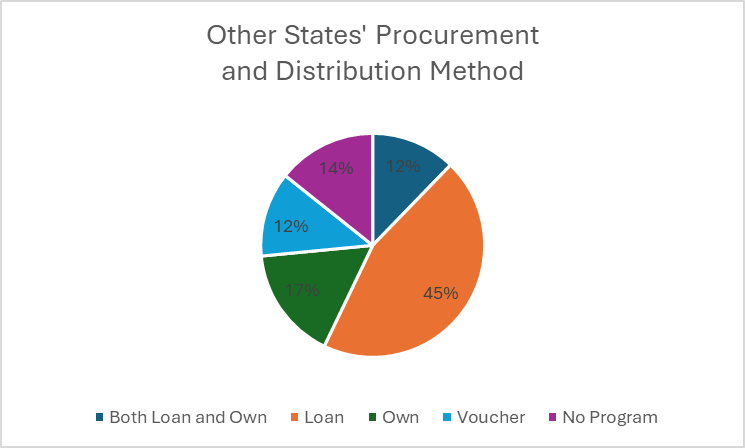 Other States' Procurement
and Distribution Method
12%
14%
12%
17%
45%
Both Loan and Own
Loan
Own
Voucher
No Program